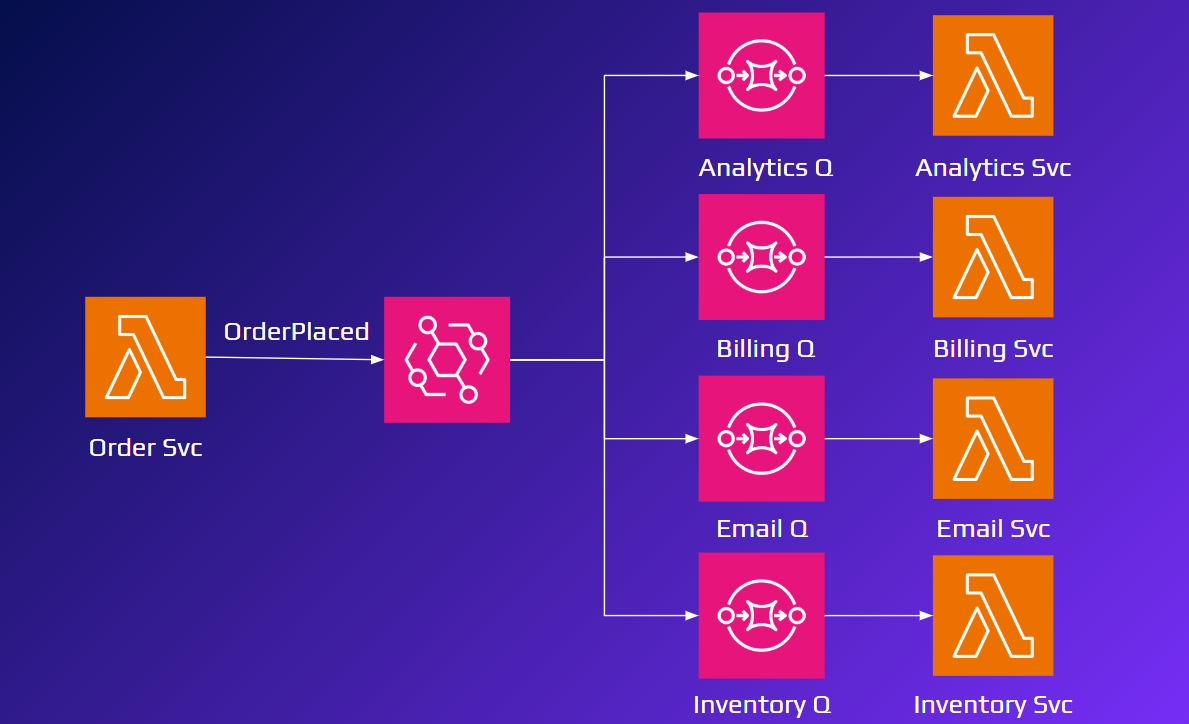 Analytics Q
Analytics Svc
Billing Q
Billing Svc
OrderPlaced
Order Svc
Email Q
Email Svc
Inventory Q
Inventory Svc